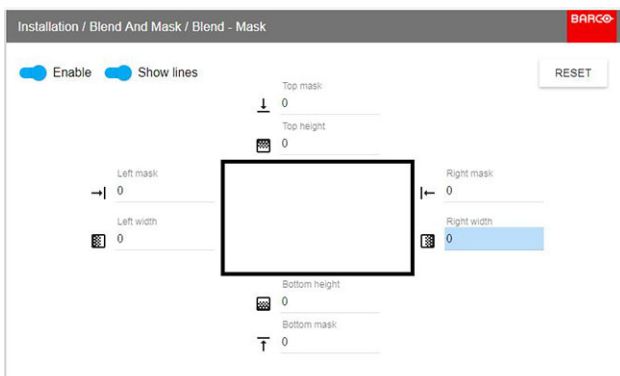 Installation / Blend And Mask / Blend - Mask
BARCO
Enable
Show lines
RESET
Top mask
0
Top height
0
Left mask
0
Right mask
0
Left width
0
Right width
0
Bottom height
0
Bottom mask
0